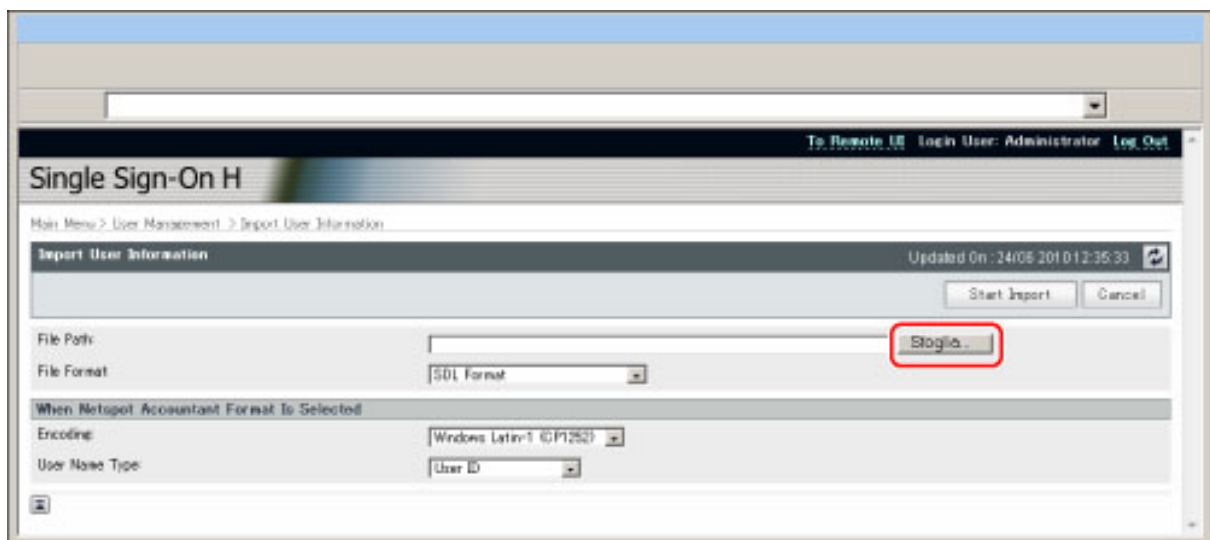 To Remote UI Login User: Administrator Log Out
Single Sign-On H
Main Menu > User Management > Import User Information
Import User Information Updated On : 24/06 2010 12:35:33
Start Import Cancel
File Path: Sfoglia...
File Format SDL Format
When Netspot Accountant Format Is Selected
Encoding: Windows Latin-1 (CP1252)
User Name Type: User ID